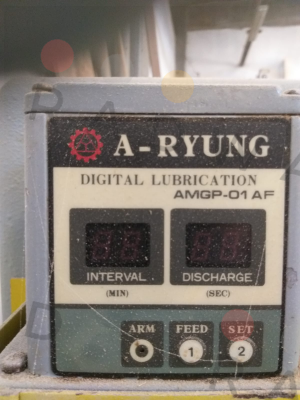 A-RYUNG
DIGITAL LUBRICATION
AMGP-01AF
INTERVAL DISCHARGE
(MIN) (SEC)
ARM FEED SET
1 2